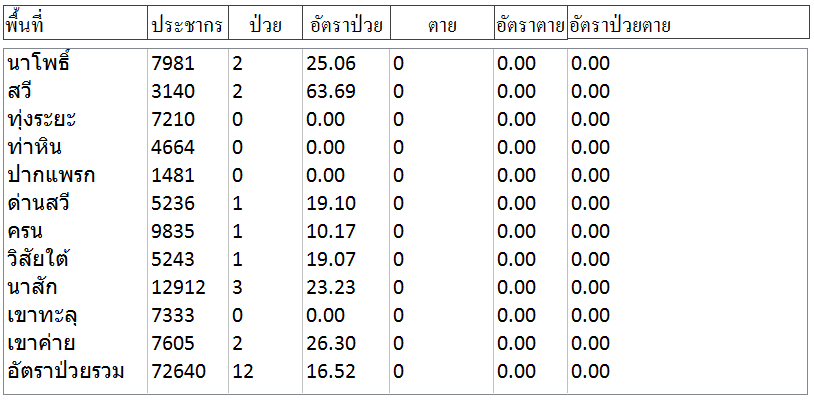 พื้นที่ ประชากร ป่วย อัตราป่วย ตาย อัตราตาย อัตราป่วยตาย
นาโพธิ์ 7981 2 25.06 0 0.00 0.00
สวี 3140 2 63.69 0 0.00 0.00
ทุ่งระยะ 7210 0 0.00 0 0.00 0.00
ท่าหิน 4664 0 0.00 0 0.00 0.00
ปากแพรก 1481 0 0.00 0 0.00 0.00
ด่านสวี 5236 1 19.10 0 0.00 0.00
ครน 9835 1 10.17 0 0.00 0.00
วิสัยใต้ 5243 1 19.07 0 0.00 0.00
นาสัก 12912 3 23.23 0 0.00 0.00
เขาทะลุ 7333 0 0.00 0 0.00 0.00
เขาค่าย 7605 2 26.30 0 0.00 0.00
อัตราป่วยรวม 72640 12 16.52 0 0.00 0.00